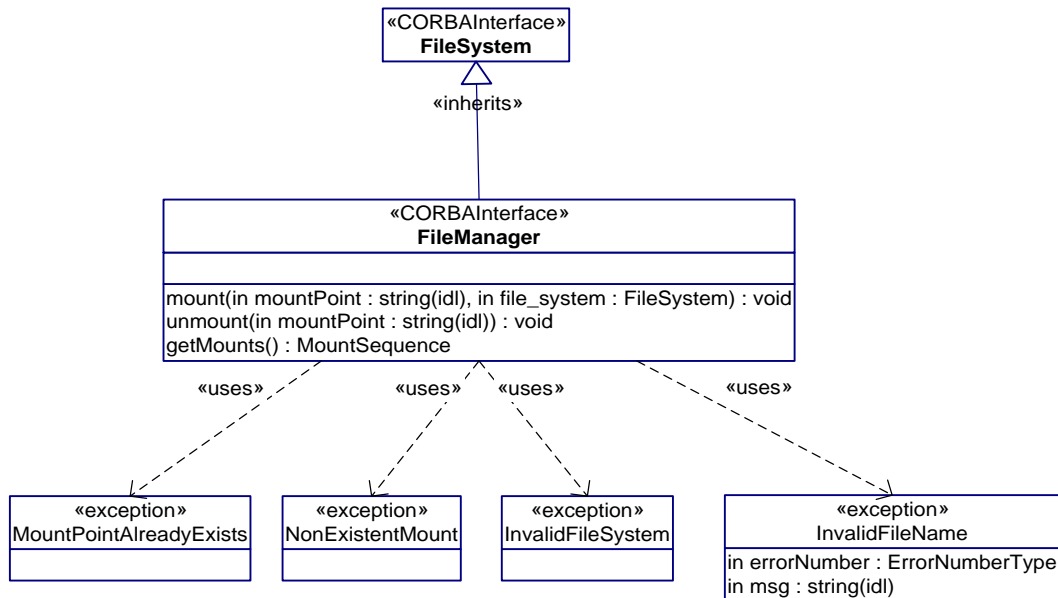 «CORBAInterface»
FileSystem
«inherits»
«CORBAInterface»
FileManager
mount(in mountPoint : string(idl), in file_system : FileSystem) : void
unmount(in mountPoint : string(idl)) : void
getMounts() : MountSequence
«uses» «uses» «uses» «uses»
«exception»
MountPointAlreadyExists
«exception»
NonExistentMount
«exception»
InvalidFileSystem
«exception»
InvalidFileName
in errorNumber : ErrorNumberType
in msg : string(idl)